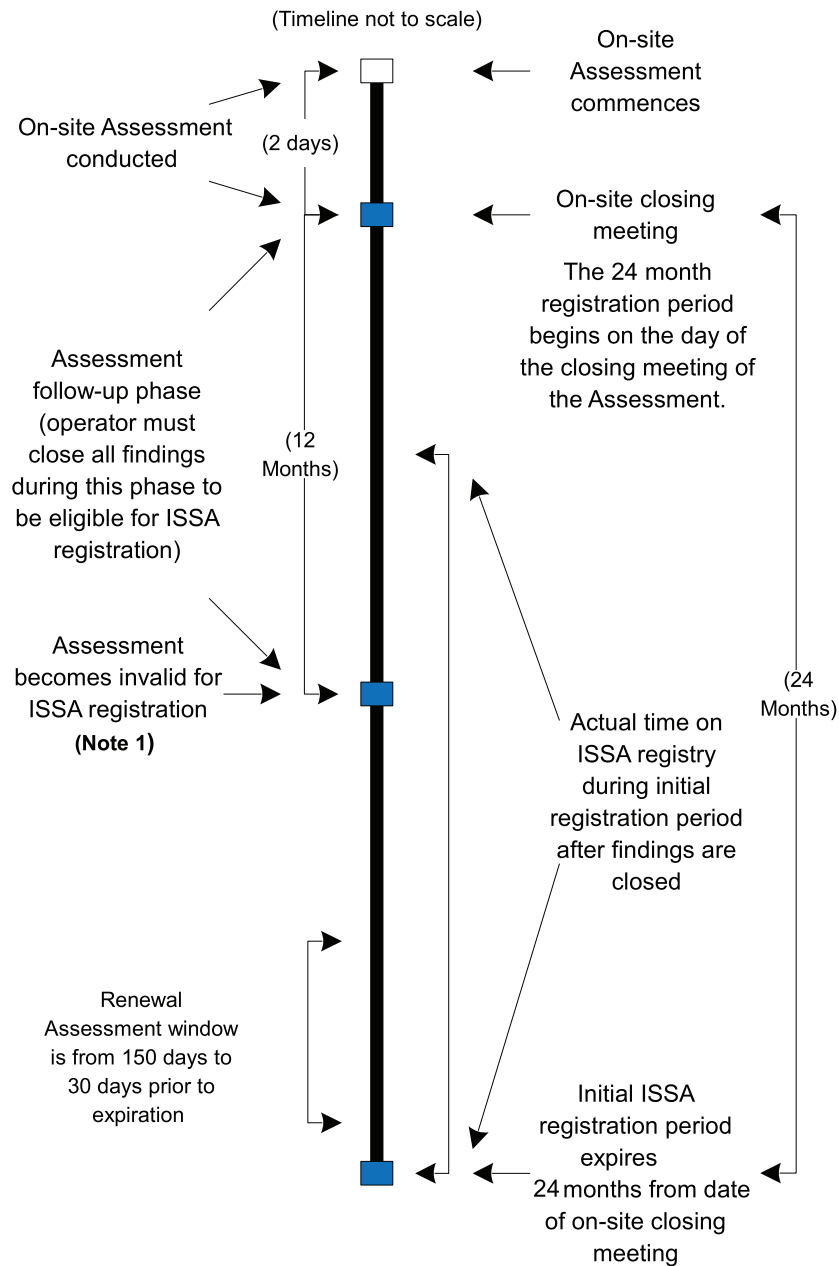 (Timeline not to scale)
On-site
Assessment
commences
On-site Assessment
conducted
(2 days)
On-site closing
meeting
The 24 month
registration period
begins on the day of
the closing meeting of
the Assessment.
Assessment
follow-up phase
(operator must
close all findings
during this phase to
be eligible for ISSA
registration)
(12
Months)
Assessment
becomes invalid for
ISSA registration
(Note 1)
(24
Months)
Actual time on
ISSA registry
during initial
registration period
after findings are
closed
Renewal
Assessment window
is from 150 days to
30 days prior to
expiration
Initial ISSA
registration period
expires
24 months from date
of on-site closing
meeting